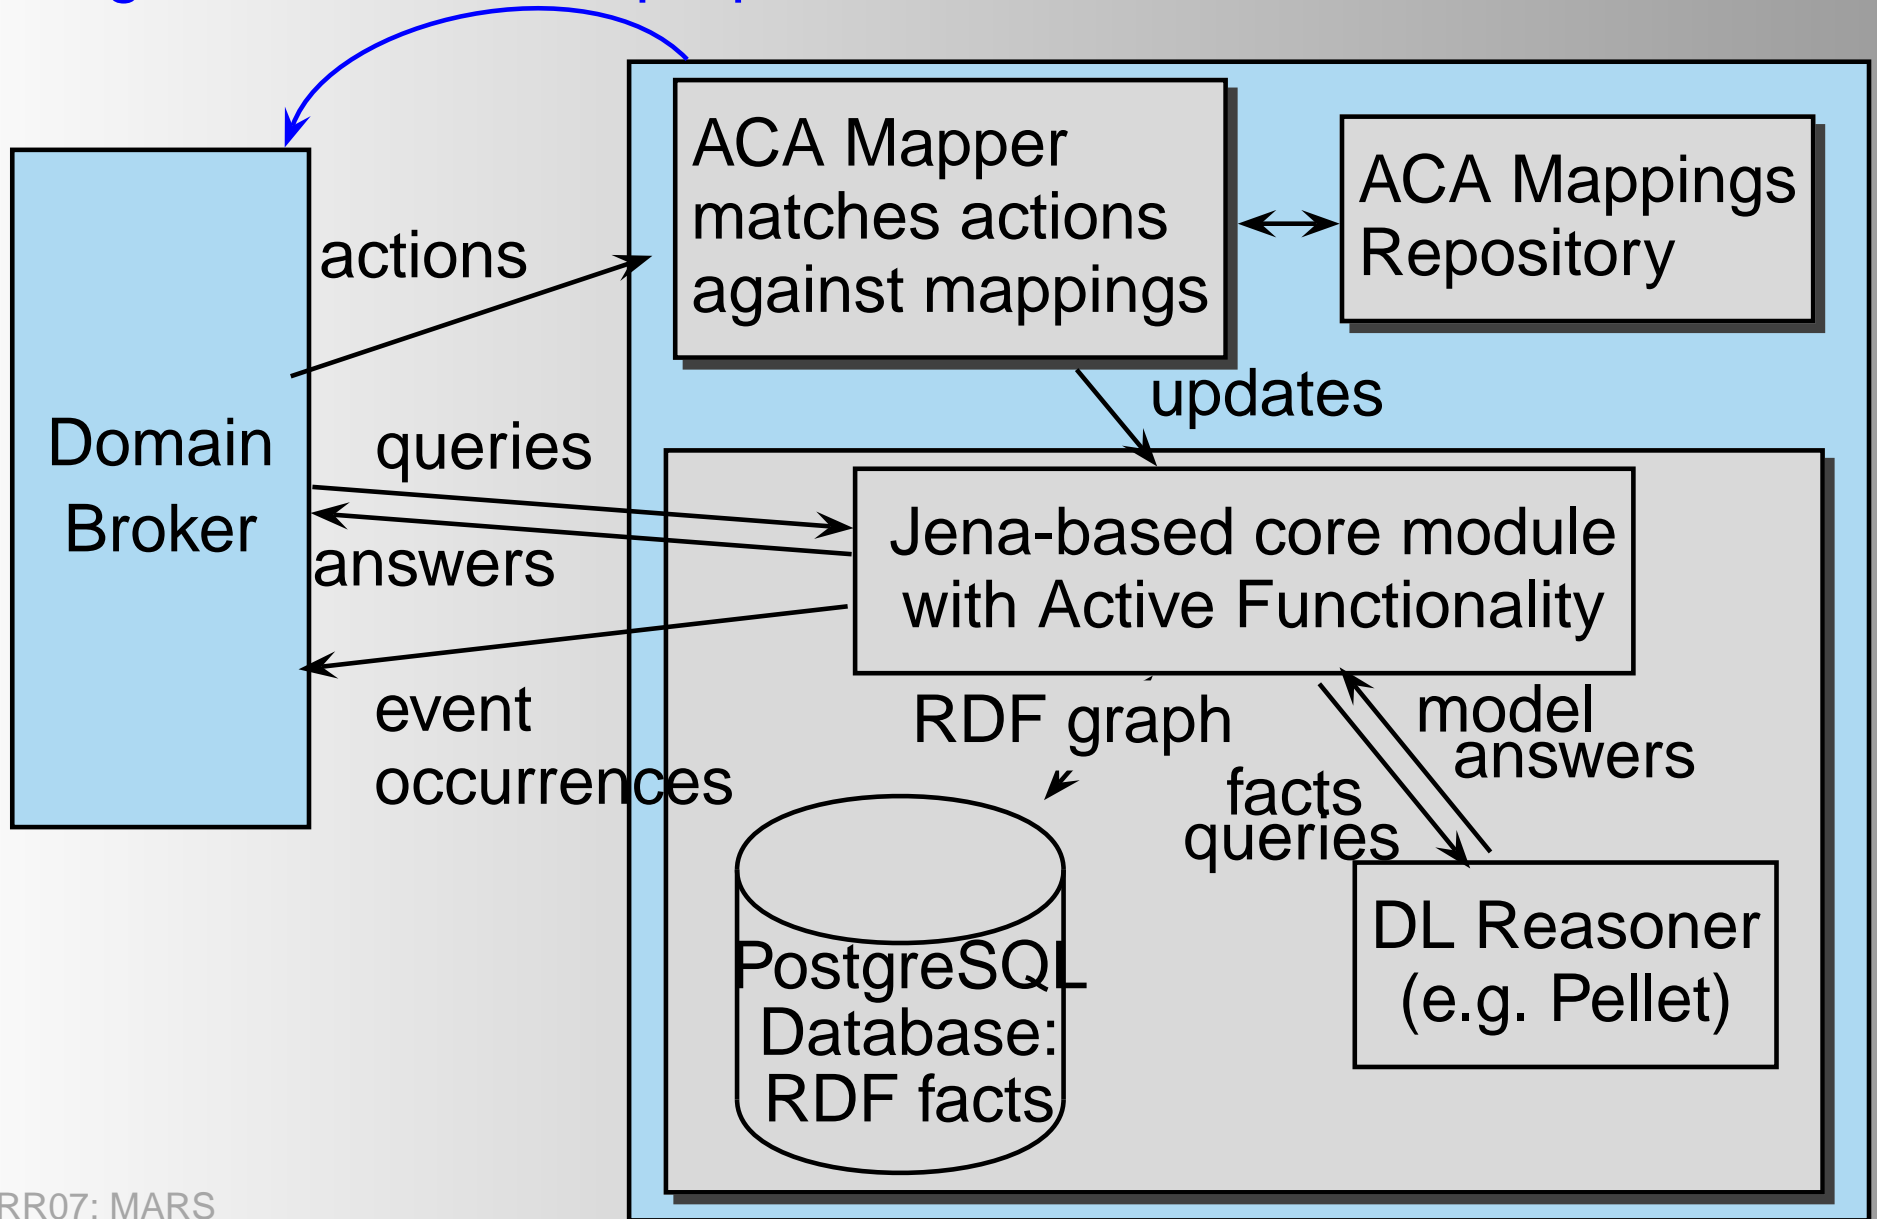 ACA Mapper
matches actions
against mappings
ACA Mappings
Repository
actions
updates
Domain
Broker
queries
answers
Jena-based core module
with Active Functionality
event
occurrences
RDF graph
model
answers
facts
queries
PostgreSQL
Database:
RDF facts
DL Reasoner
(e.g. Pellet)
RR07: MARS